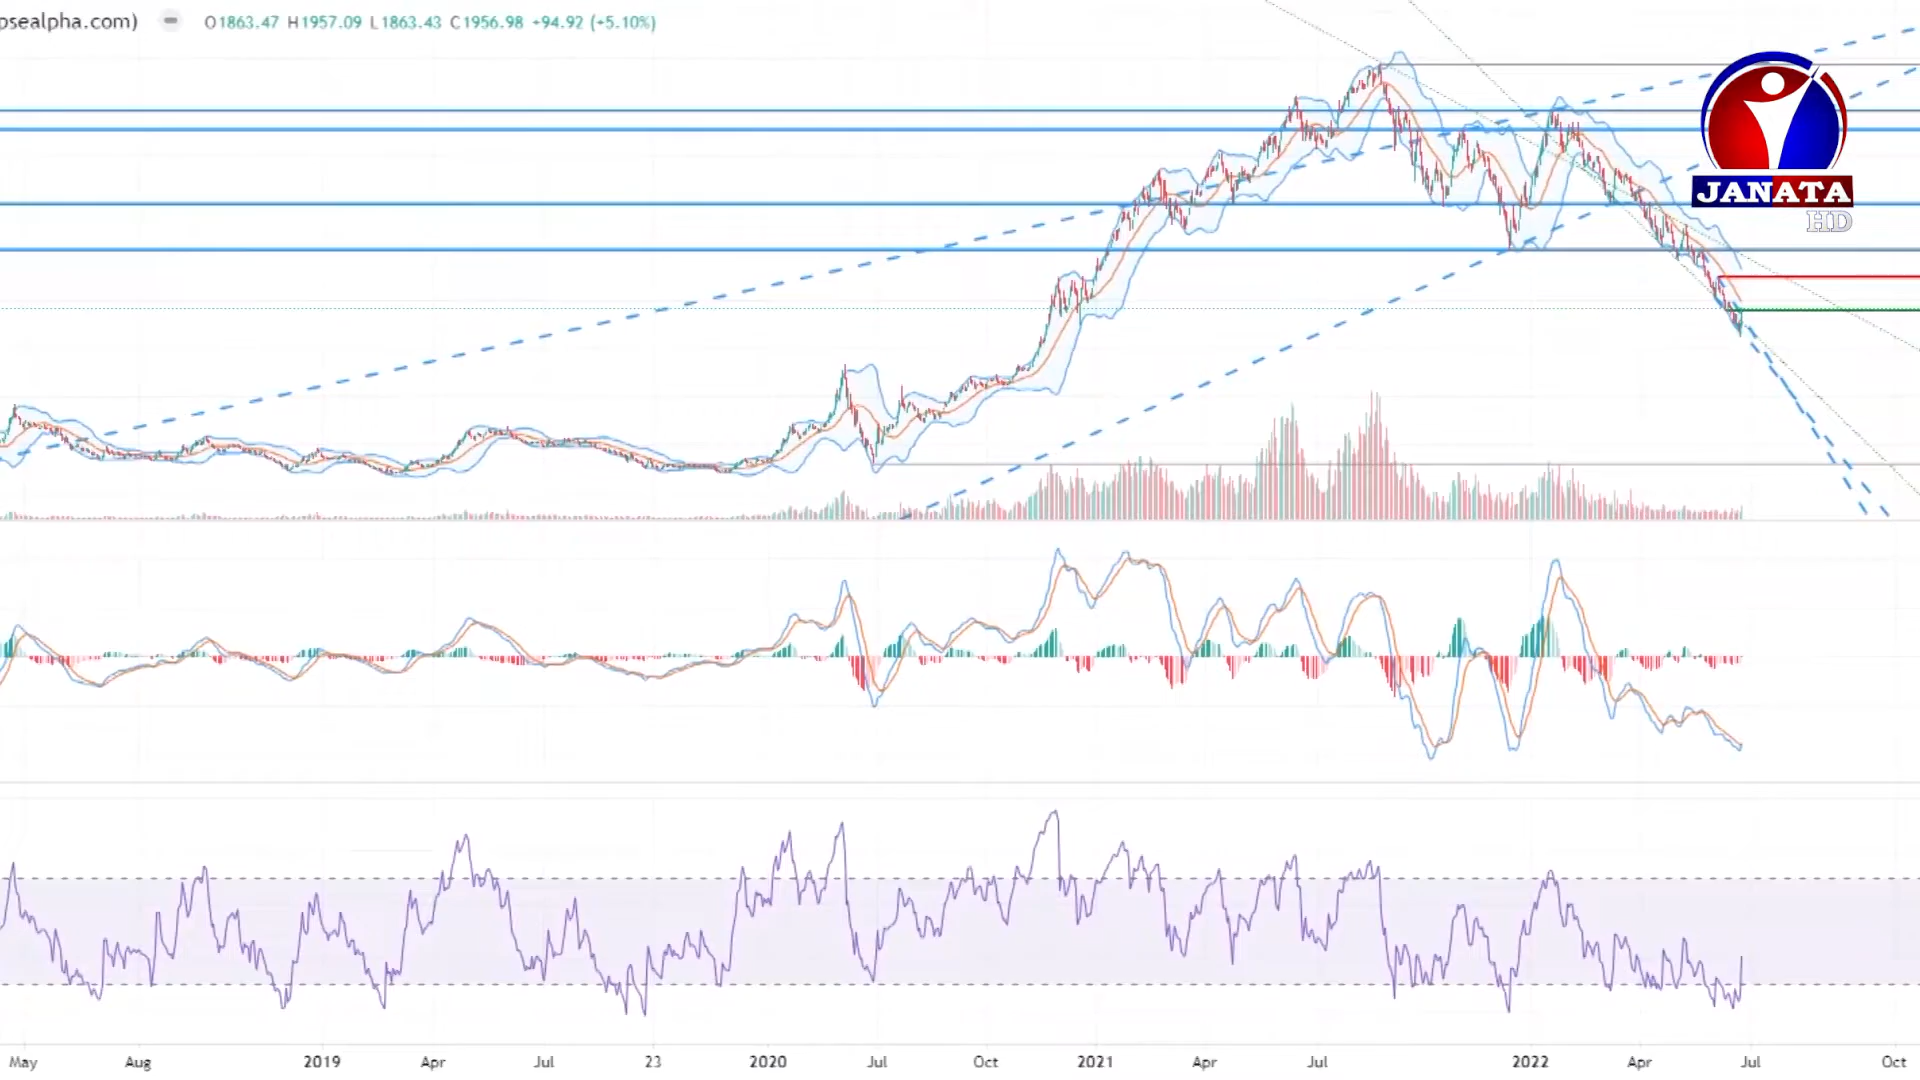 psealpha.com) O1863.47 H1957.09 L1863.43 C1956.98 +94.92 (+5.10%)
JANATA
HD
May Aug 2019 Apr Jul 23 2020 Jul Oct 2021 Apr Jul 2022 Apr Jul Oct